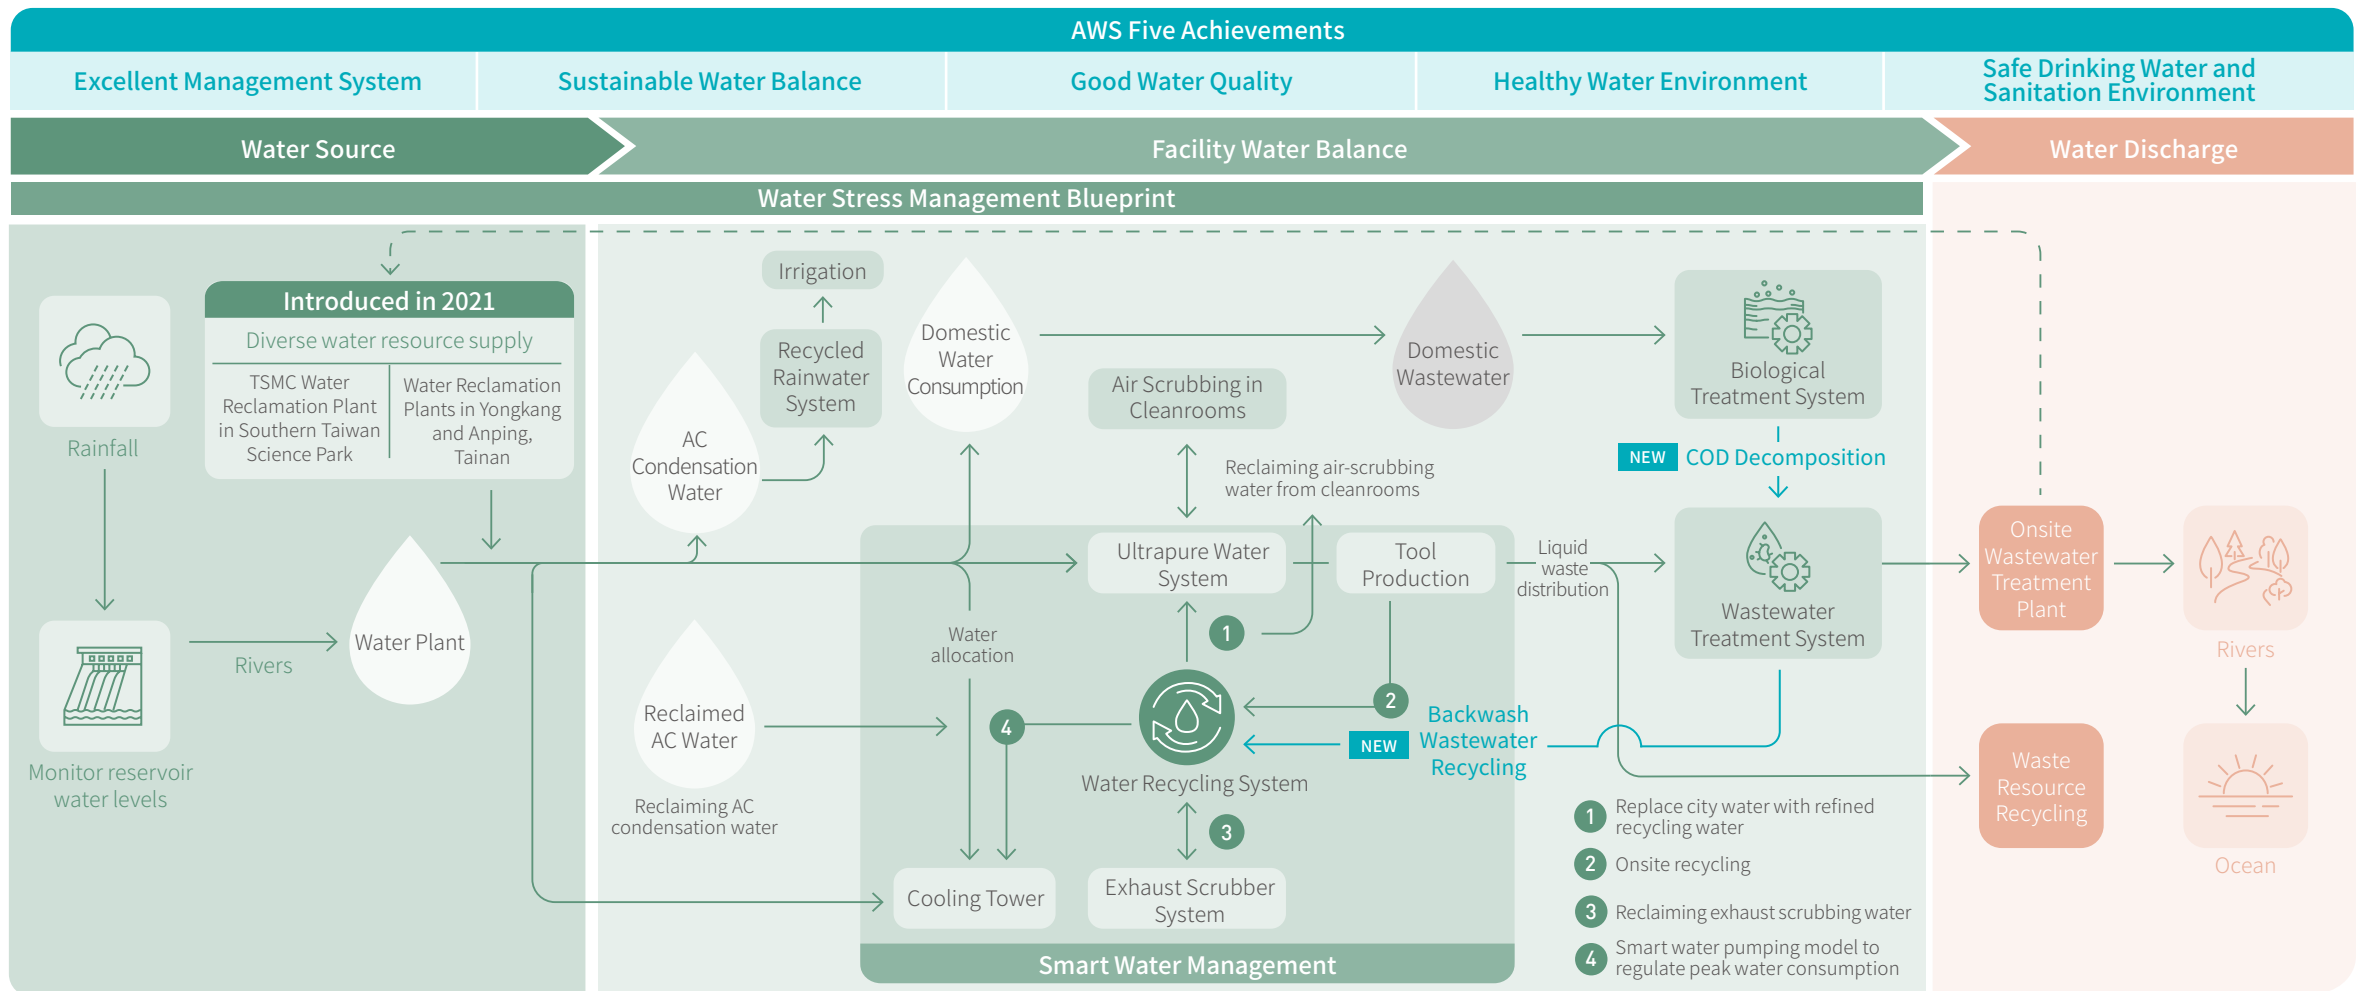 AWS Five Achievements
Excellent Management System
Sustainable Water Balance
Good Water Quality
Healthy Water Environment
Safe Drinking Water and
Sanitation Environment
Water Source
Facility Water Balance
Water Discharge
Water Stress Management Blueprint
Rainfall
Monitor reservoir
water levels
Rivers
Introduced in 2021
Diverse water resource supply
TSMC Water
Reclamation Plant
in Southern Taiwan
Science Park
Water Reclamation
Plants in Yongkang
and Anping,
Tainan
Water Plant
AC
Condensation
Water
Irrigation
Recycled
Rainwater
System
Domestic
Water
Consumption
Air Scrubbing in
Cleanrooms
Reclaiming air-scrubbing
water from cleanrooms
Domestic
Wastewater
Biological
Treatment System
NEW
COD Decomposition
Ultrapure Water
System
Tool
Production
Liquid
waste
distribution
Wastewater
Treatment System
Water
allocation
Reclaimed
AC Water
Reclaiming AC
condensation water
1
2
4
Water Recycling System
NEW
Backwash
Wastewater
Recycling
3
Cooling Tower
Exhaust Scrubber
System
Smart Water Management
1
Replace city water with refined
recycling water
2
Onsite recycling
3
Reclaiming exhaust scrubbing water
4
Smart water pumping model to
regulate peak water consumption
Onsite
Wastewater
Treatment
Plant
Rivers
Waste
Resource
Recycling
Ocean